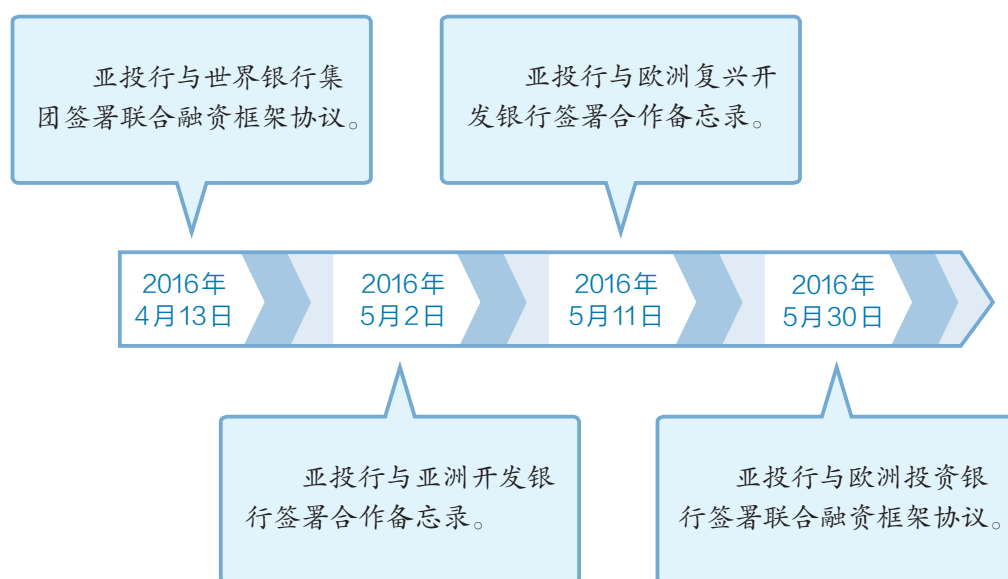 亚投行与世界银行集
团签署联合融资框架协议。
亚投行与欧洲复兴开
发银行签署合作备忘录。
2016年
4月13日
2016年
5月2日
2016年
5月11日
2016年
5月30日
亚投行与亚洲开发银
行签署合作备忘录。
亚投行与欧洲投资银
行签署联合融资框架协议。